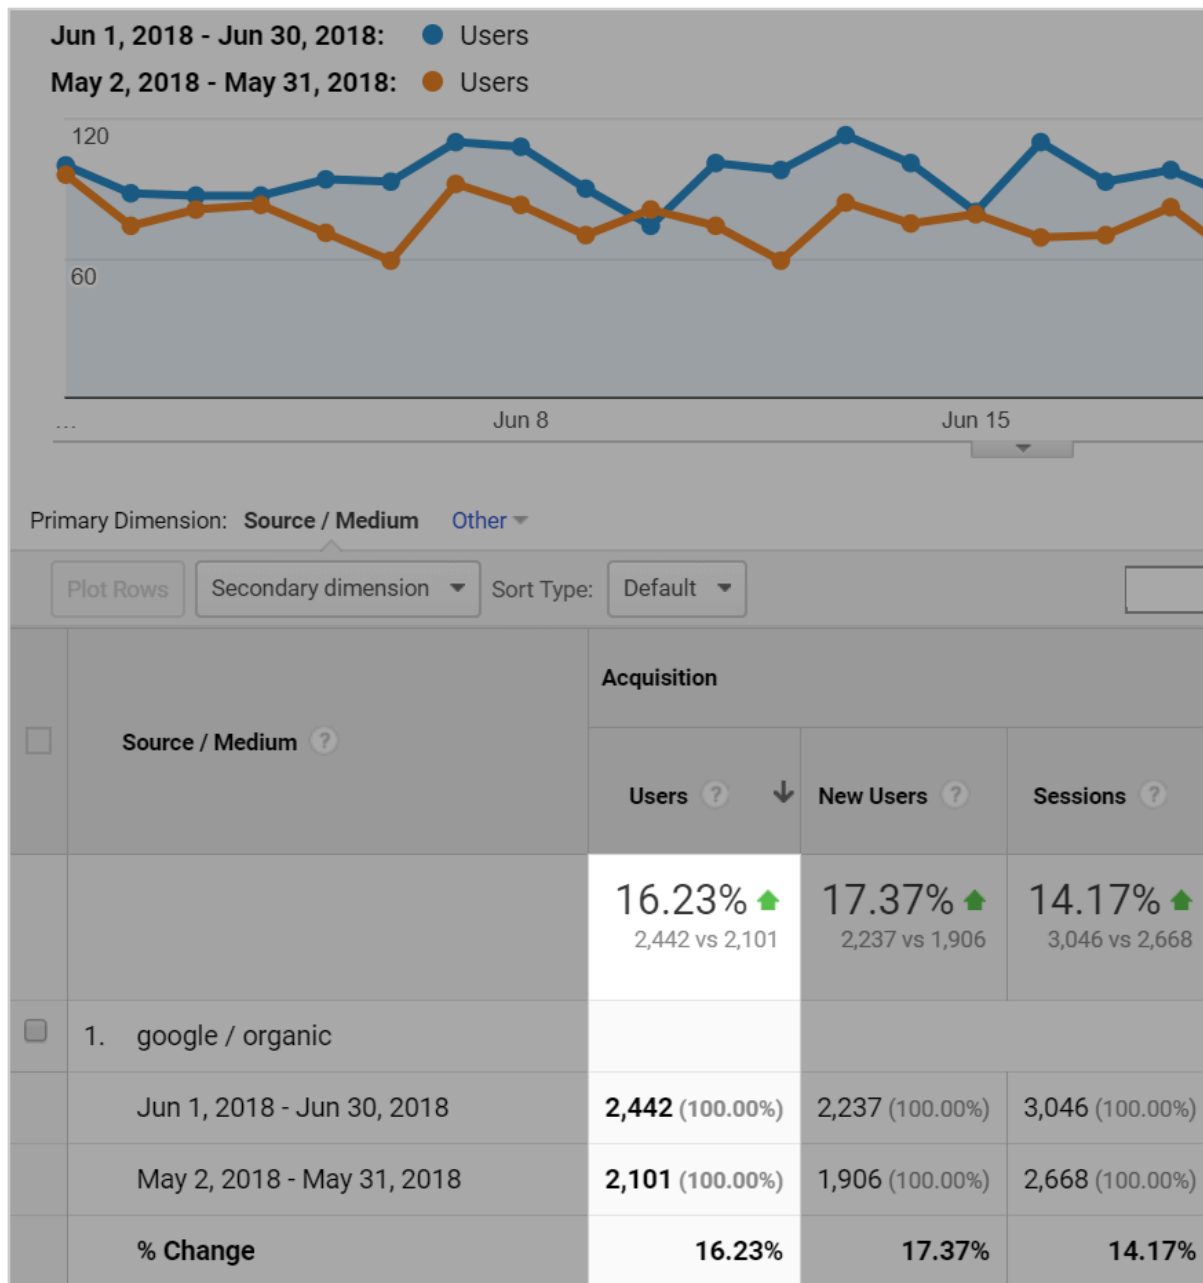 Jun 1, 2018 - Jun 30, 2018: Users
May 2, 2018 - May 31, 2018: Users
120
60
... Jun 8 Jun 15
Primary Dimension: Source / Medium Other
Plot Rows Secondary dimension Sort Type: Default
Acquisition
Source / Medium ?
Users ? New Users ? Sessions ?
16.23% 17.37% 14.17%
2,442 vs 2,101 2,237 vs 1,906 3,046 vs 2,668
1. google / organic
Jun 1, 2018 - Jun 30, 2018 2,442 (100.00%) 2,237 (100.00%) 3,046 (100.00%)
May 2, 2018 - May 31, 2018 2,101 (100.00%) 1,906 (100.00%) 2,668 (100.00%)
% Change 16.23% 17.37% 14.17%